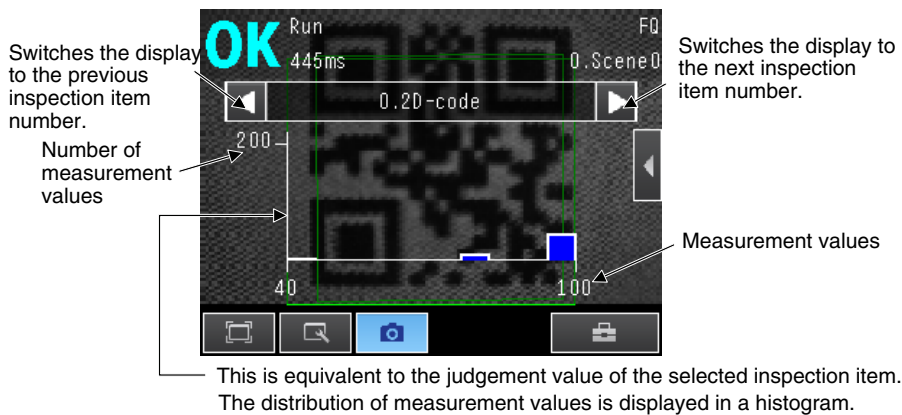 OK Run FQ
445ms 0.Scene0
Switches the display
to the previous
inspection item
number.
Switches the display to
the next inspection
item number.
0.2D-code
200
Number of
measurement
values
Measurement values
40 100
This is equivalent to the judgement value of the selected inspection item.
The distribution of measurement values is displayed in a histogram.